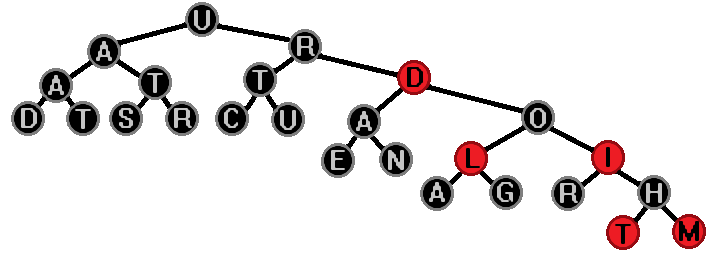 U
A R
A T T D
D T S R C U A O
E N L I
A G R H
T M